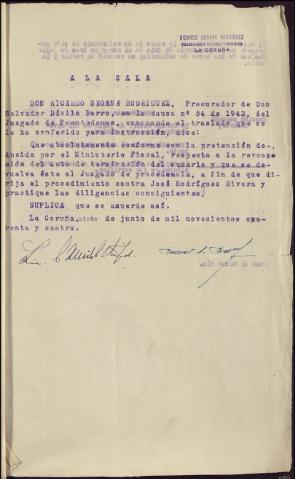 RICARDO SEOANE RODRIGUEZ
LA CORUÑA
A LA SALA
DON RICARDO SEOANE RODRIGUEZ, Procurador de Don
Salvador Dávila Barro, en la causa nº 54 de 1943, del
Juzgado de Puentedeume, evacuando el traslado que se
le ha conferido para instrucción, dice:
Que absolutamente conforme con la pretensión de-
ducida por el Ministerio Fiscal, respecto a la revoca-
sión del auto de terminación del sumario y que se de-
vuelva éste al Juzgado de procedencia, a fin de que di-
rija el procedimiento contra José Rodríguez Rivera y
practique las diligencias consiguientes,
SUPLICA que se acuerde así.
La Coruña, siete de junio de mil novecientos cua-
renta y cuatro.